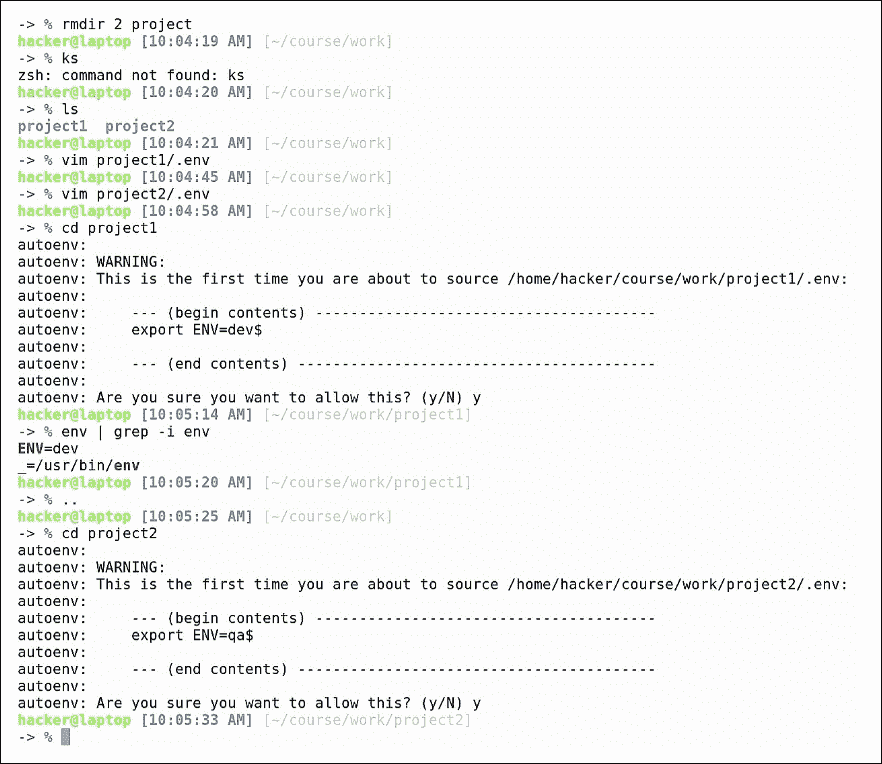 -> % rmdir 2 project
hacker@laptop [10:04:19 AM] [~/course/work]
-> % ks
zsh: command not found: ks
hacker@laptop [10:04:20 AM] [~/course/work]
-> % ls
project1  project2
hacker@laptop [10:04:21 AM] [~/course/work]
-> % vim project1/.env
hacker@laptop [10:04:45 AM] [~/course/work]
-> % vim project2/.env
hacker@laptop [10:04:58 AM] [~/course/work]
-> % cd project1
autoenv:
autoenv: WARNING:
autoenv: This is the first time you are about to source /home/hacker/course/work/project1/.env:
autoenv:
autoenv:     --- (begin contents) ---------------------------------------
autoenv:     export ENV=dev$
autoenv:
autoenv:     --- (end contents) -----------------------------------------
autoenv:
autoenv: Are you sure you want to allow this? (y/N) y
hacker@laptop [10:05:14 AM] [~/course/work/project1]
-> % env | grep -i env
ENV=dev
_=/usr/bin/env
hacker@laptop [10:05:20 AM] [~/course/work/project1]
-> % ..
hacker@laptop [10:05:25 AM] [~/course/work]
-> % cd project2
autoenv:
autoenv: WARNING:
autoenv: This is the first time you are about to source /home/hacker/course/work/project2/.env:
autoenv:
autoenv:     --- (begin contents) ---------------------------------------
autoenv:     export ENV=qa$
autoenv:
autoenv:     --- (end contents) -----------------------------------------
autoenv:
autoenv: Are you sure you want to allow this? (y/N) y
hacker@laptop [10:05:33 AM] [~/course/work/project2]
-> %